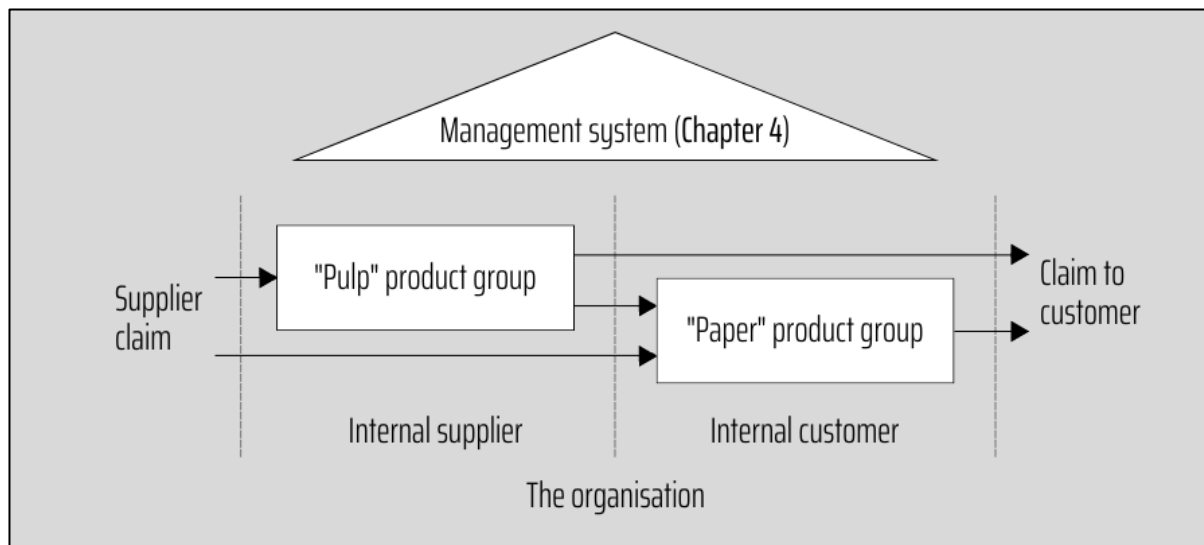 Management system (Chapter 4)
"Pulp" product group
Supplier
claim
"Paper" product group
Claim to
customer
Internal supplier
Internal customer
The organisation